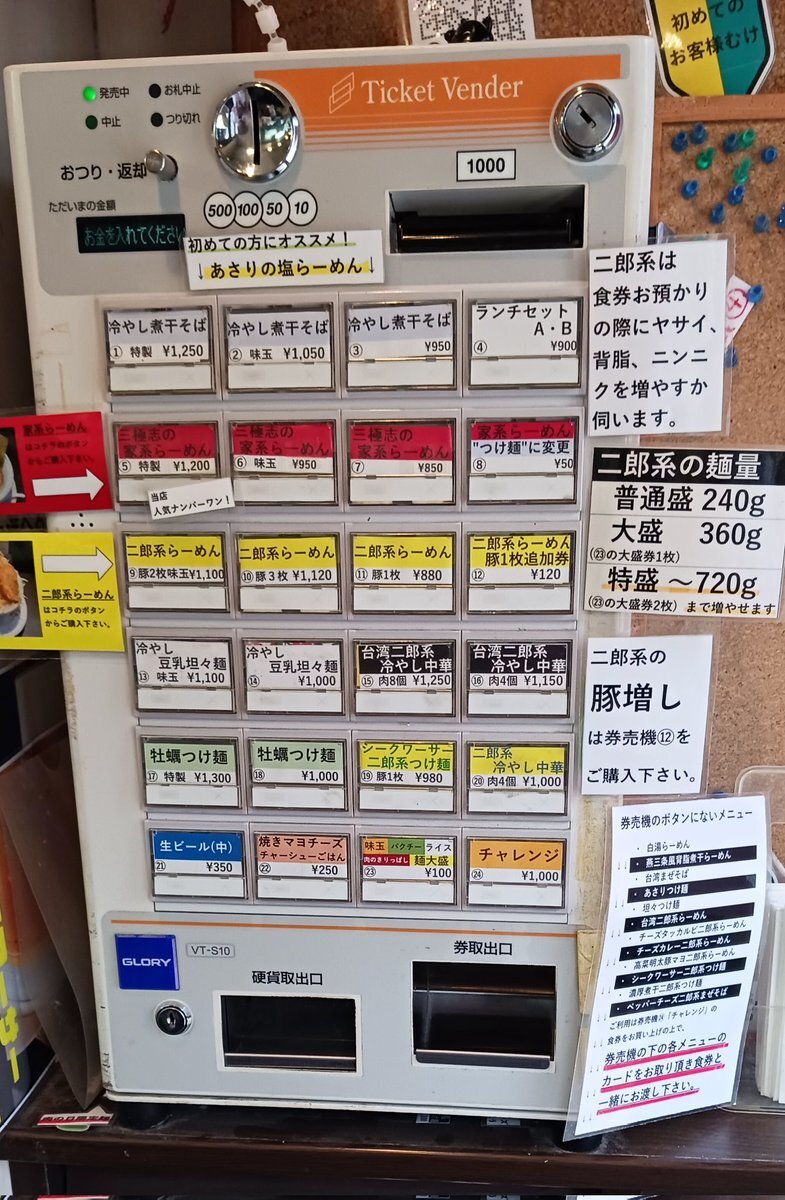 初めての
お客様むけ
発売中
お札中止
中止
つり切れ
Ticket Vender
おつり・返却
1000
ただいまの金額
お金を入れてください
500 100 50 10
初めての方にオススメ！
↓あさりの塩らーめん↓
冷やし煮干そば
① 特製 ¥1,250
冷やし煮干そば
② 味玉 ¥1,050
冷やし煮干そば
③ ¥950
ランチセット
A・B
④ ¥900
家系らーめん
はコチラのボタン
からご購入下さい。
三極志の
家系らーめん
⑤ 特製 ¥1,200
三極志の
家系らーめん
⑥ 味玉 ¥950
三極志の
家系らーめん
⑦ ¥850
家系らーめん
"つけ麺"に変更
⑧ ¥50
当店
人気ナンバーワン！
二郎系らーめん
はコチラのボタン
からご購入下さい。
二郎系らーめん
⑨豚2枚味玉¥1,100
二郎系らーめん
⑩豚3枚 ¥1,120
二郎系らーめん
⑪豚1枚 ¥880
二郎系らーめん
豚1枚追加券
⑫ ¥120
冷やし
豆乳坦々麺
⑬ 味玉 ¥1,100
冷やし
豆乳坦々麺
⑭ ¥1,000
台湾二郎系
冷やし中華
⑮ 肉8個 ¥1,250
台湾二郎系
冷やし中華
⑯ 肉4個 ¥1,150
牡蠣つけ麺
⑰ 特製 ¥1,300
牡蠣つけ麺
⑱ ¥1,000
シークワーサー
二郎系つけ麺
⑲ 豚1枚 ¥980
二郎系
冷やし中華
⑳ 肉4個 ¥1,000
生ビール(中)
㉑ ¥350
焼きマヨチーズ
チャーシューごはん
㉒ ¥250
味玉 パクチー ライス
肉のきりっぱし 麺大盛
㉓ ¥100
チャレンジ
㉔ ¥1,000
GLORY
VT-S10
硬貨取出口
券取出口
二郎系は
食券お預かり
の際にヤサイ、
背脂、ニンニ
クを増やすか
伺います。
二郎系の麺量
普通盛 240g
大盛 360g
(㉓の大盛券1枚)
特盛 〜720g
(㉓の大盛券2枚) まで増やせます
二郎系の
豚増し
は券売機⑫を
ご購入下さい。
券売機のボタンにないメニュー
・ 白湯らーめん
・ 燕三条風背脂煮干らーめん
・ 台湾まぜそば
・ あさりつけ麺
・ 坦々つけ麺
・ 台湾二郎らーめん
・ チーズタッカルビ二郎系らーめん
・ チーズカレー二郎系らーめん
・ 高菜明太豚マヨ二郎系らーめん
・ シークワーサー二郎系つけ麺
・ 濃厚煮干二郎系つけ麺
・ ペッパーチーズ二郎系まぜそば
ご利用は券売機㉔「チャレンジ」の
食券をお買い上げの上で、
券売機の下の各メニューの
カードをお取り頂き食券と
一緒にお渡し下さい。